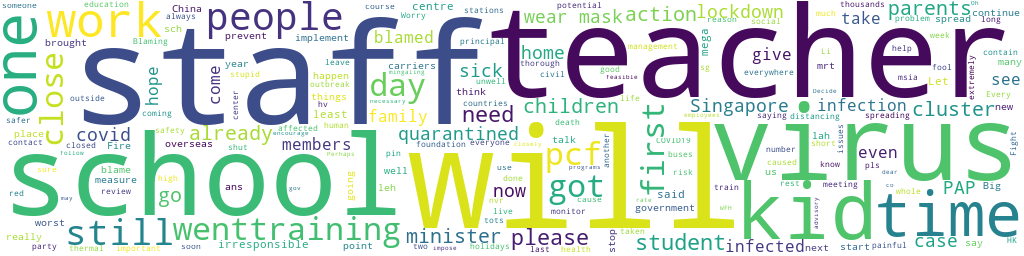 someone
education
always
China
course
stations
potential
thousands
on
one
work
sch
people
centre
Worry
wear mask
action
lockdown
parents
continue
brought
Blaming
prevent
implement
blamed
reason
social
problem
spread
long
staff
teacher
principal
home
mega
take
much
week
carriers
management
give
contain
safer
close
hope
come
year
leave
thorough
civil
sg
Li
help
many
stupid
happen
mingling
sick
unwell
good
feasible
everywhere
mrt
fool
see
outbreak
day
think
msia
Let
Every
outside
center
things
hv
necessary
countries
life
Decide
extremely
coming
least
human
family
need
children
employees
Singapore
infection
cluster
new
place
safety
affected
encourage
death
saying
distancing
spreading
contact
covid
already
quarantined
first
virus
closed
Fire
shut
foundation
everyone
closely
talk
another
COVID19
number
lah
issues
Fight
school
will
sure
follow
overseas
members
Perhaps
pin
pcf
buses
caused
short
even
blame
measure
high
well
use
programs
risk
us
know
pls
dear
red
review
go
ans
going
leh
now
done
got
cause
said
train
rest
meeting
co
whole
PAP
Big
may
gov
nvr
live
monitor
government
kid
advisory
time
worst
still
wenttraining
minister
tots
rate
win
please
stop
student
really
irresponsible
point
taken
infected
next
start
painful
case
say
HK
party
thermal
important
soon
two
impose
holidays
last
health